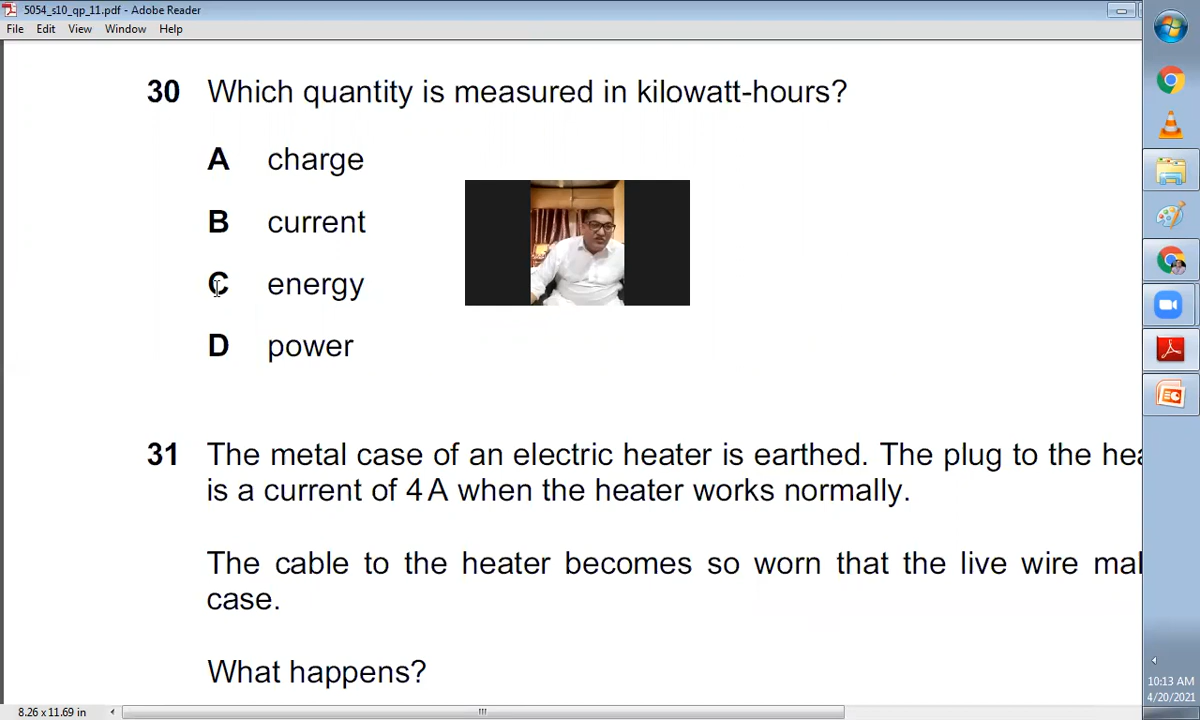 5054_s10_qp_11.pdf - Adobe Reader
File Edit View Window Help
30 Which quantity is measured in kilowatt-hours?
A charge
B current
C energy
D power
31 The metal case of an electric heater is earthed. The plug to the hea
is a current of 4 A when the heater works normally.
The cable to the heater becomes so worn that the live wire mal
case.
What happens?
8.26 x 11.69 in
10:13 AM
4/20/2021